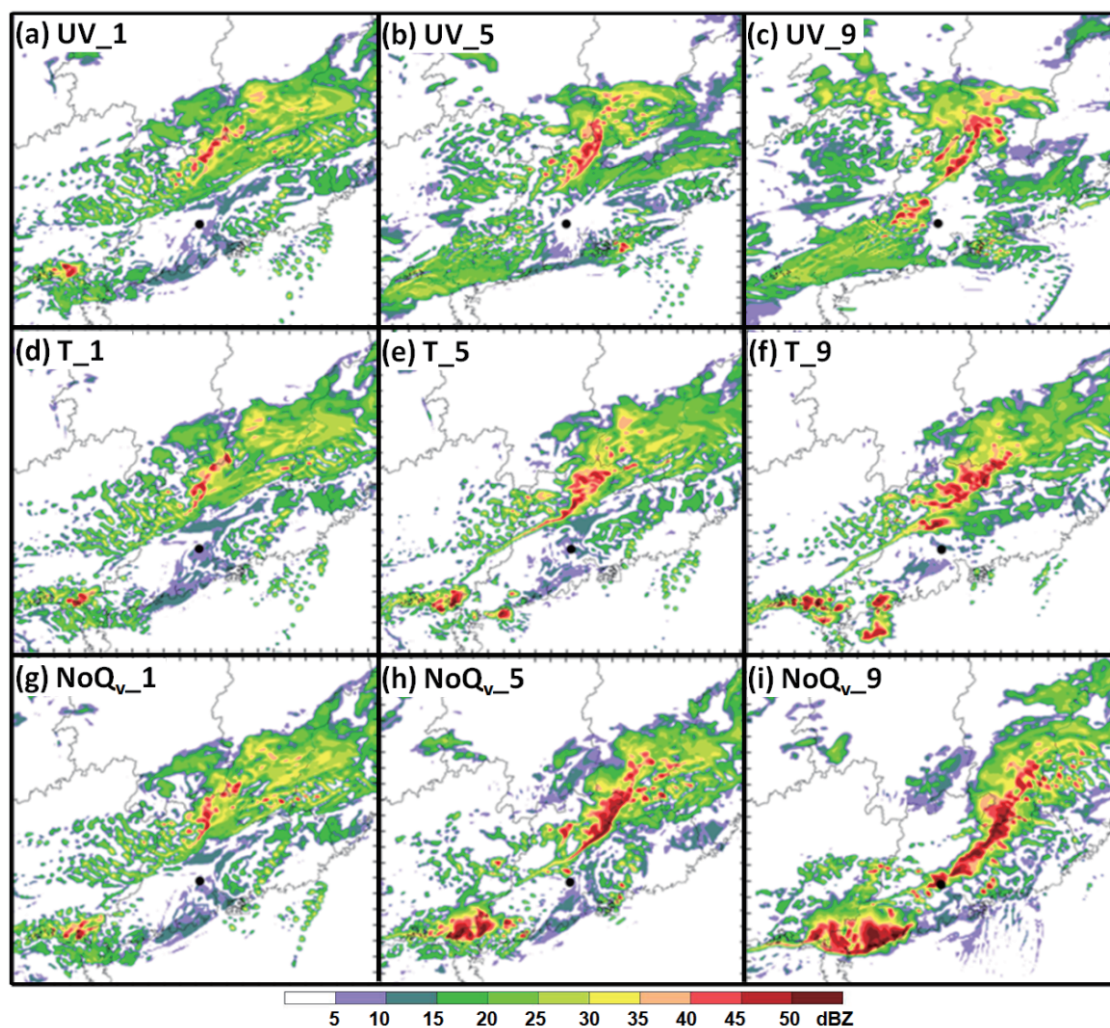 (a) UV_1
(b) UV_5
(c) UV_9
(d) T_1
(e) T_5
(f) T_9
(g) NoQv_1
(h) NoQv_5
(i) NoQv_9
5 10 15 20 25 30 35 40 45 50 dBZ